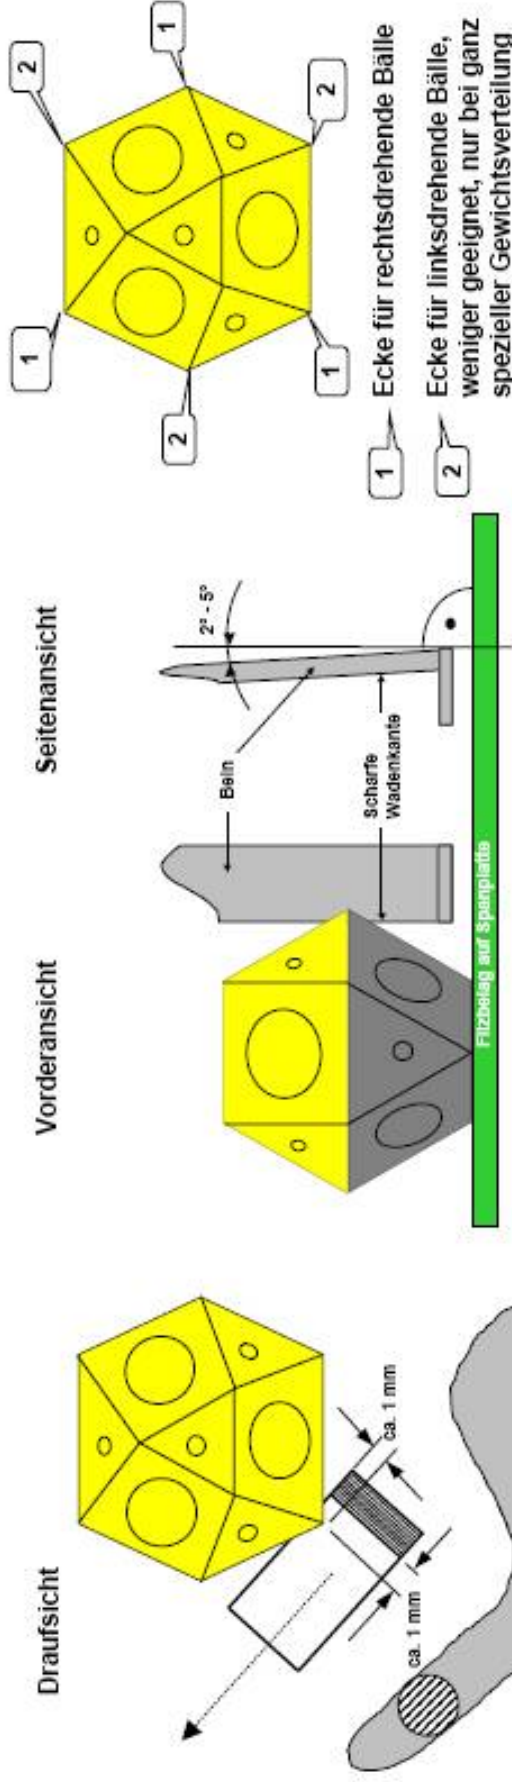 Draufsicht
ca. 1 mm
ca. 1 mm
Vorderansicht
Seitenansicht
Bein
Scharfe
Wadenkante
2° - 5°
Filzbelag auf Spanplatte
1
2
1
2
1
2
1
Ecke für rechtsdrehende Bälle
2
Ecke für linksdrehende Bälle,
weniger geeignet, nur bei ganz
spezieller Gewichtsverteilung